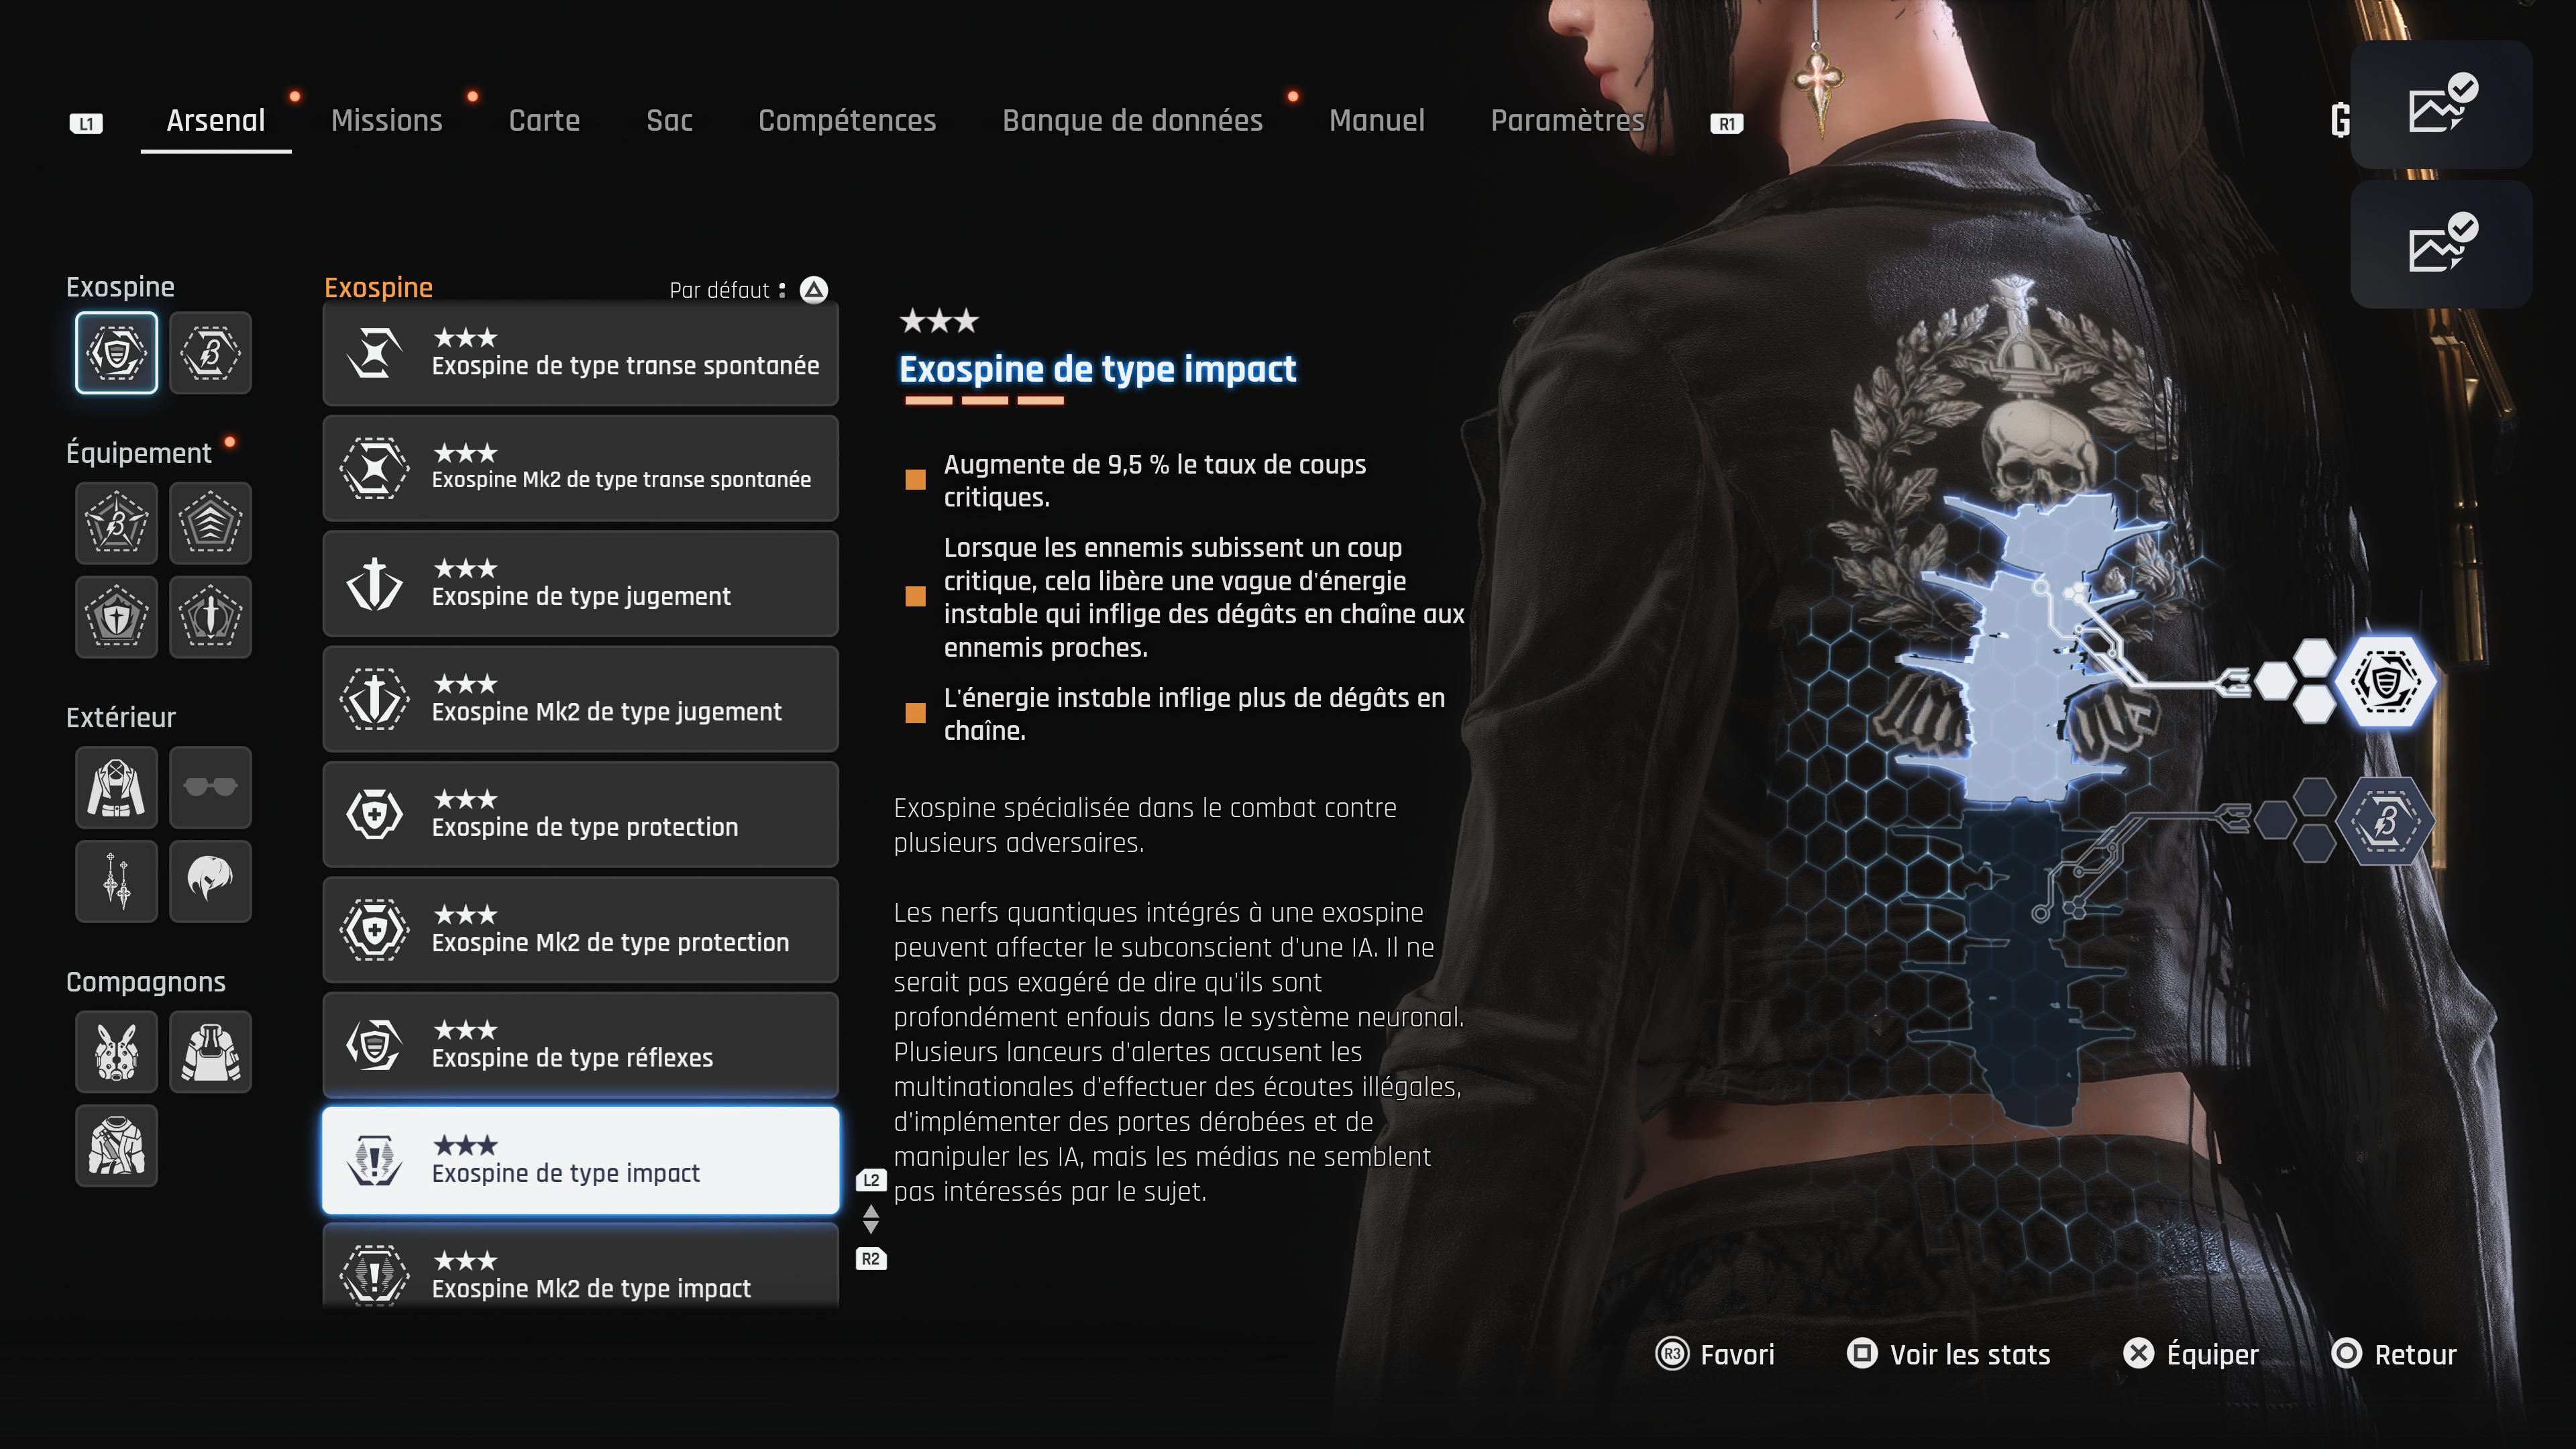 L1
Arsenal
Missions
Carte
Sac
Compétences
Banque de données
Manuel
Paramètres
R1
G
Exospine
Équipement
Extérieur
Compagnons
Exospine
Par défaut :
Exospine de type transe spontanée
Exospine Mk2 de type transe spontanée
Exospine de type jugement
Exospine Mk2 de type jugement
Exospine de type protection
Exospine Mk2 de type protection
Exospine de type réflexes
Exospine de type impact
Exospine Mk2 de type impact
L2
R2
Exospine de type impact
Augmente de 9,5 % le taux de coups
critiques.
Lorsque les ennemis subissent un coup
critique, cela libère une vague d'énergie
instable qui inflige des dégâts en chaîne aux
ennemis proches.
L'énergie instable inflige plus de dégâts en
chaîne.
Exospine spécialisée dans le combat contre
plusieurs adversaires.
Les nerfs quantiques intégrés à une exospine
peuvent affecter le subconscient d'une IA. Il ne
serait pas exagéré de dire qu'ils sont
profondément enfouis dans le système neuronal.
Plusieurs lanceurs d'alertes accusent les
multinationales d'effectuer des écoutes illégales,
d'implémenter des portes dérobées et de
manipuler les IA, mais les médias ne semblent
pas intéressés par le sujet.
R3 Favori
Voir les stats
Équiper
Retour